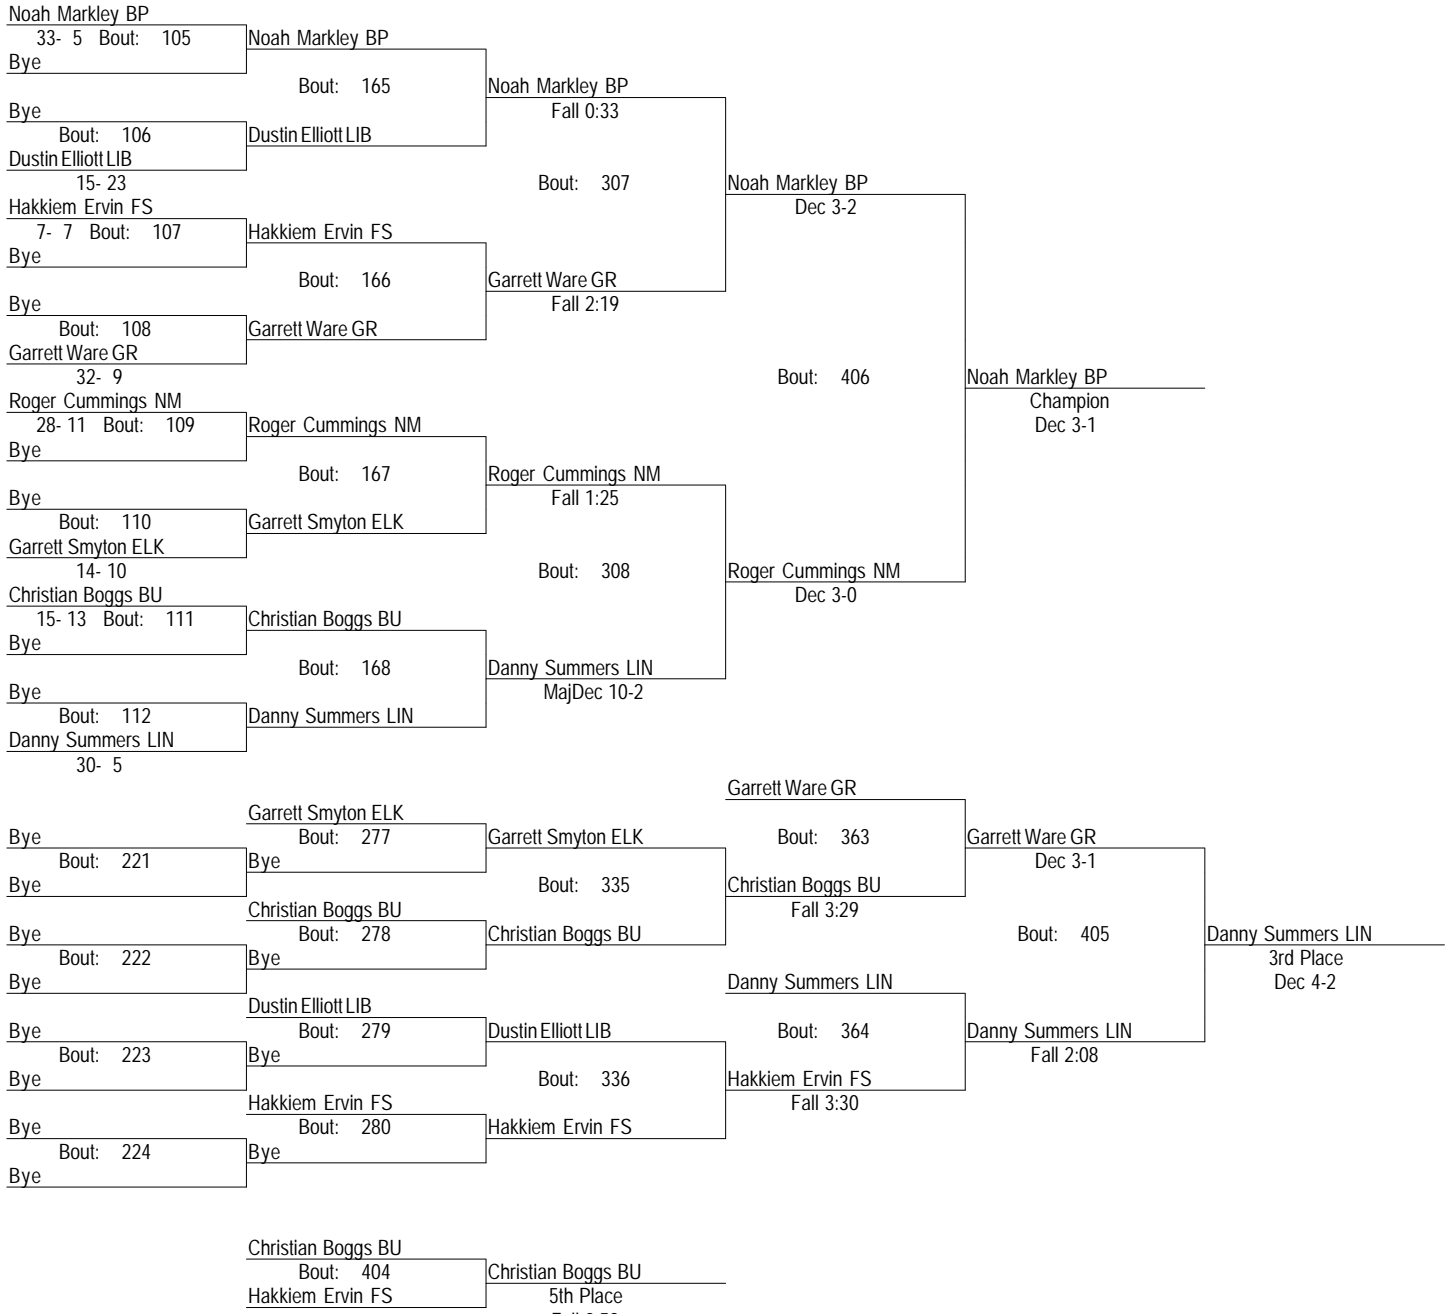 Noah Markley BP
33- 5 Bout: 105 Noah Markley BP
Bye
Bout: 165 Noah Markley BP
Bye Fall 0:33
Bout: 106 Dustin Elliott LIB
Dustin Elliott LIB
15- 23 Bout: 307 Noah Markley BP
Hakkiem Ervin FS Dec 3-2
7- 7 Bout: 107 Hakkiem Ervin FS
Bye
Bout: 166 Garrett Ware GR
Bye Fall 2:19
Bout: 108 Garrett Ware GR
Garrett Ware GR
32- 9 Bout: 406 Noah Markley BP
Roger Cummings NM Champion
28- 11 Bout: 109 Roger Cummings NM Dec 3-1
Bye
Bout: 167 Roger Cummings NM
Bye Fall 1:25
Bout: 110 Garrett Smyton ELK
Garrett Smyton ELK
14- 10 Bout: 308 Roger Cummings NM
Christian Boggs BU Dec 3-0
15- 13 Bout: 111 Christian Boggs BU
Bye
Bout: 168 Danny Summers LIN
Bye MajDec 10-2
Bout: 112 Danny Summers LIN
Danny Summers LIN
30- 5
Garrett Ware GR
Garrett Smyton ELK
Bye Bout: 277 Garrett Smyton ELK Bout: 363 Garrett Ware GR
Bout: 221 Bye Dec 3-1
Bye Bout: 335 Christian Boggs BU
Christian Boggs BU Fall 3:29
Bye Bout: 278 Christian Boggs BU Bout: 405 Danny Summers LIN
Bout: 222 Bye 3rd Place
Bye Danny Summers LIN Dec 4-2
Dustin Elliott LIB
Bye Bout: 279 Dustin Elliott LIB Bout: 364 Danny Summers LIN
Bout: 223 Bye Fall 2:08
Bye Bout: 336 Hakkiem Ervin FS
Hakkiem Ervin FS Fall 3:30
Bye Bout: 280 Hakkiem Ervin FS
Bout: 224 Bye
Bye
Christian Boggs BU
Bout: 404 Christian Boggs BU
Hakkiem Ervin FS 5th Place